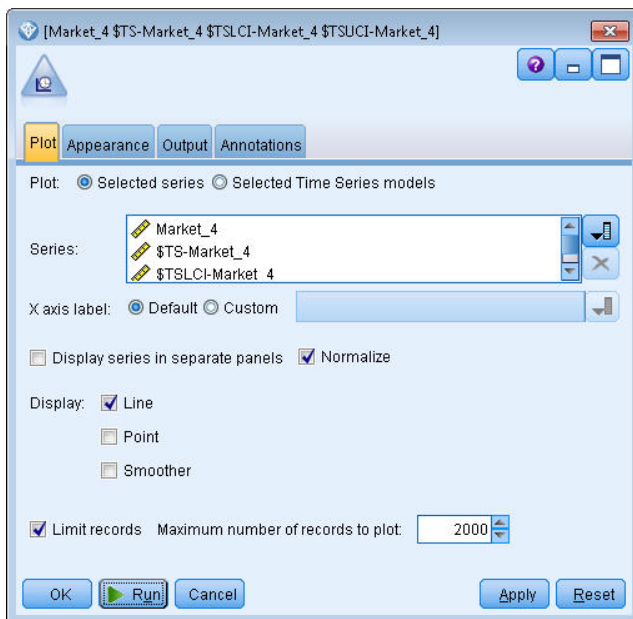 [Market_4 $TS-Market_4 $TSLCI-Market_4 $TSUCI-Market_4]
Plot Appearance Output Annotations
Plot: Selected series Selected Time Series models
Series:
Market_4
$TS-Market_4
$TSLCI-Market_4
X axis label: Default Custom
Display series in separate panels Normalize
Display: Line
Point
Smoother
Limit records Maximum number of records to plot: 2000
OK Run Cancel Apply Reset